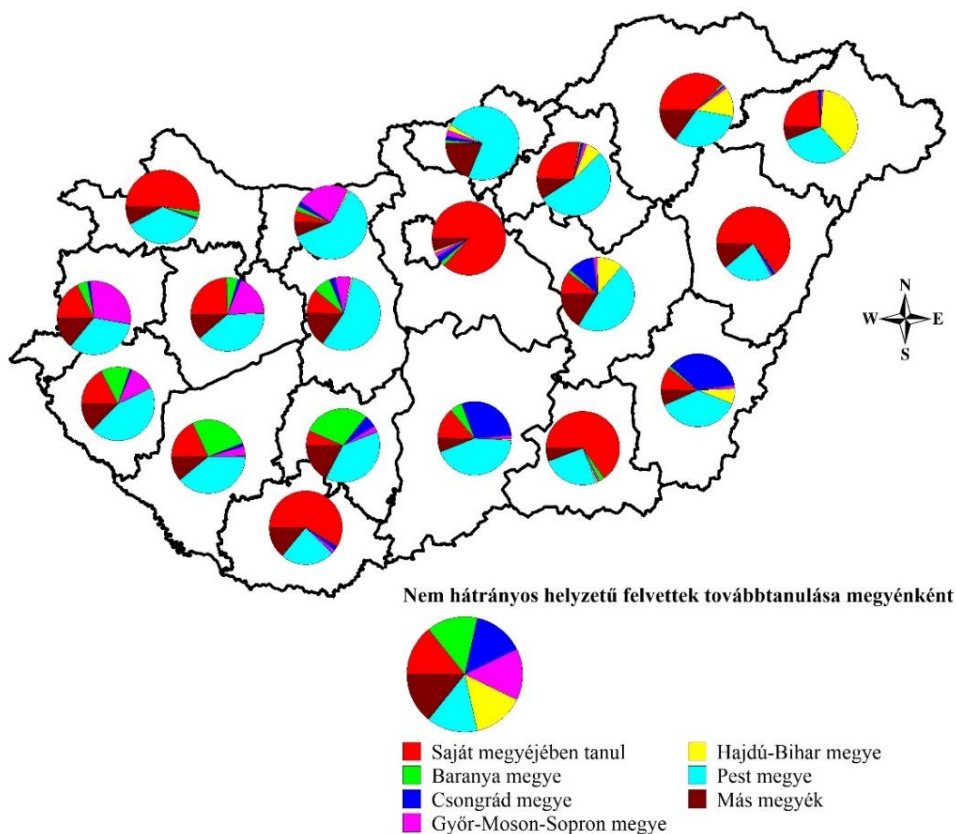 N
W E
S
Nem hátrányos helyzetű felvettek továbbtanulása megyénként
Saját megyéjében tanul
Baranya megye
Csongrád megye
Győr-Moson-Sopron megye
Hajdú-Bihar megye
Pest megye
Más megyék